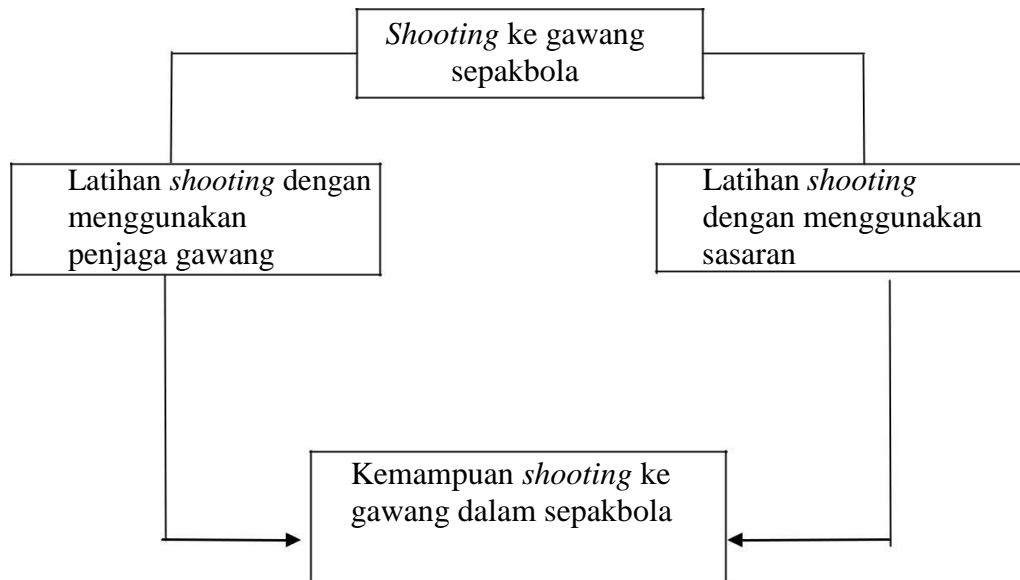 Shooting ke gawang
sepakbola
Latihan shooting dengan
menggunakan
penjaga gawang
Latihan shooting
dengan menggunakan
sasaran
Kemampuan shooting ke
gawang dalam sepakbola